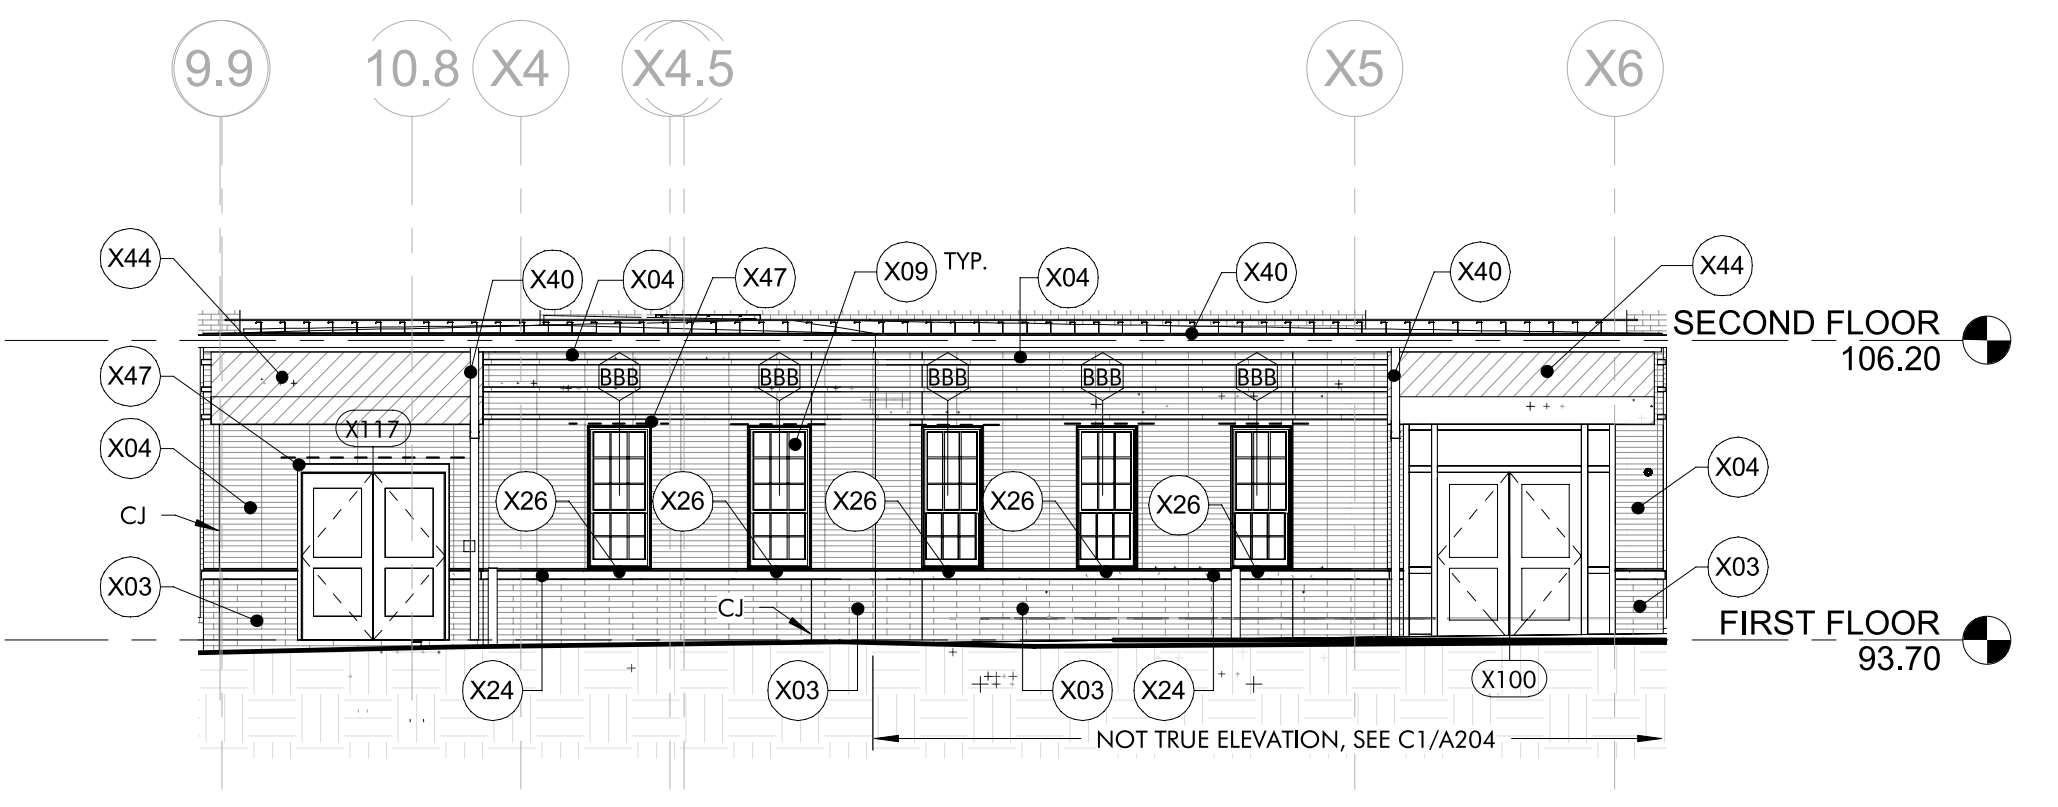 9.9 10.8 X4 X4.5 X5 X6
X44 X40 X04 X47 X09 TYP. X04 X40 X40 X44
SECOND FLOOR
106.20
X47 BBB BBB BBB BBB BBB
X117
X04 X04
X26 X26 X26 X26 X26
CJ
X03 X03
CJ
FIRST FLOOR
93.70
X24 X03 X03 X24 X100
NOT TRUE ELEVATION, SEE C1/A204